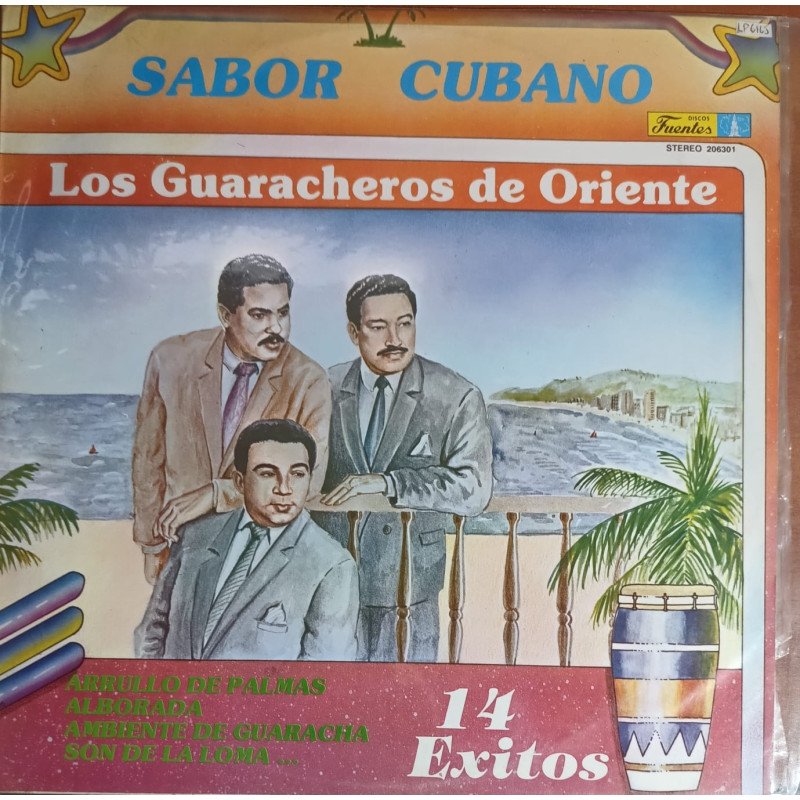 LP6163
SABOR CUBANO
DISCOS
Fuentes
STEREO 206301
Los Guaracheros de Oriente
ARRULLO DE PALMAS
ALBORADA
AMBIENTE DE GUARACHA
SON DE LA LOMA ...
14
Exitos